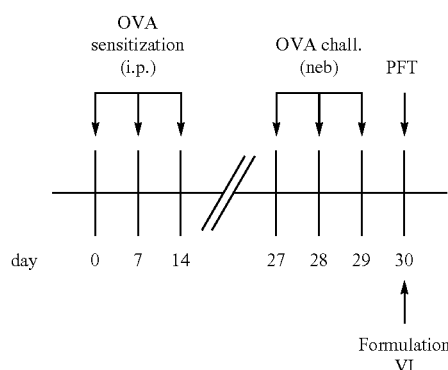 OVA
sensitization
(i.p.)
OVA chall.
(neb)
PFT
day 0 7 14 27 28 29 30
Formulation
VI